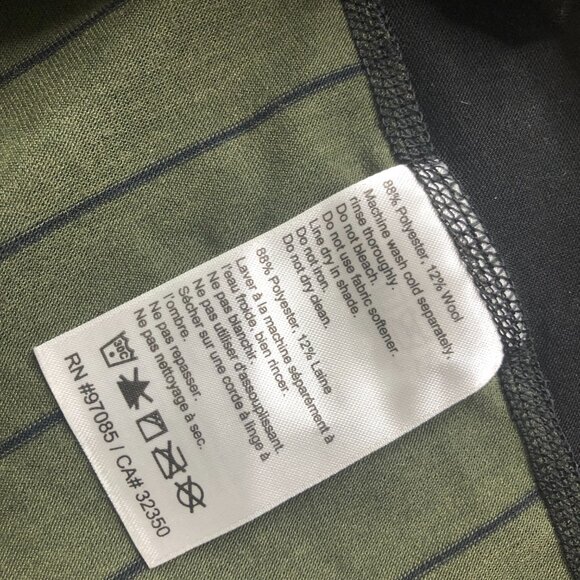 88% Polyester. 12% Wool
Machine wash cold separately,
rinse thoroughly.
Do not bleach.
Do not use fabric softener.
Line dry in shade.
Do not iron.
Do not dry clean.
88% Polyester. 12% Laine
Laver à la machine séparément à
l'eau froide, bien rincer.
Ne pas blanchir.
Ne pas utiliser d'assouplissant.
Sécher sur une corde à linge à
l'ombre.
Ne pas repasser.
Ne pas nettoyage à sec.
30C
RN #97085 / CA# 32350